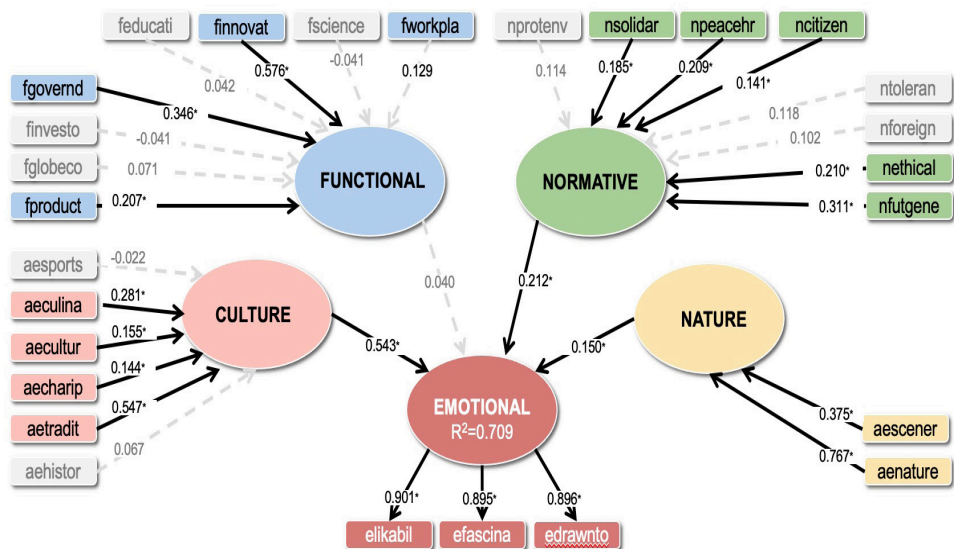 feducati
finnovat
fscience
fworkpla
nprotenv
nsolidar
npeacehr
ncitizen
0.042
0.576*
-0.041
0.129
0.114
0.185*
0.209*
0.141*
fgovernd
0.346*
finvesto
-0.041
fglobeco
0.071
fproduct
0.207*
FUNCTIONAL
NORMATIVE
0.118
ntoleran
0.102
nforeign
0.210*
nethical
0.311*
nfutgene
aesports
-0.022
aeculina
0.281*
aecultur
0.155*
aecharip
0.144*
aetradit
0.547*
aehistor
0.067
CULTURE
0.040
0.212*
NATURE
0.543*
0.150*
EMOTIONAL
R²=0.709
0.375*
aescener
0.767*
aenature
0.901*
0.895*
0.896*
elikabil
efascina
edrawnto